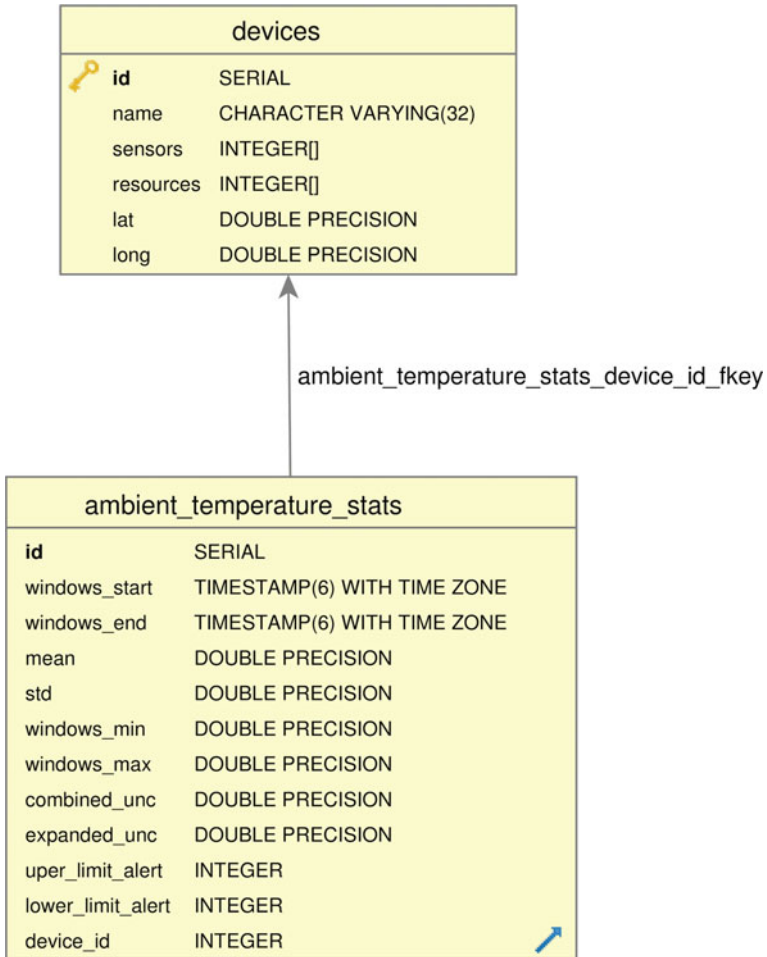 devices
id SERIAL
name CHARACTER VARYING(32)
sensors INTEGER[]
resources INTEGER[]
lat DOUBLE PRECISION
long DOUBLE PRECISION
ambient_temperature_stats_device_id_fkey
ambient_temperature_stats
id SERIAL
windows_start TIMESTAMP(6) WITH TIME ZONE
windows_end TIMESTAMP(6) WITH TIME ZONE
mean DOUBLE PRECISION
std DOUBLE PRECISION
windows_min DOUBLE PRECISION
windows_max DOUBLE PRECISION
combined_unc DOUBLE PRECISION
expanded_unc DOUBLE PRECISION
uper_limit_alert INTEGER
lower_limit_alert INTEGER
device_id INTEGER